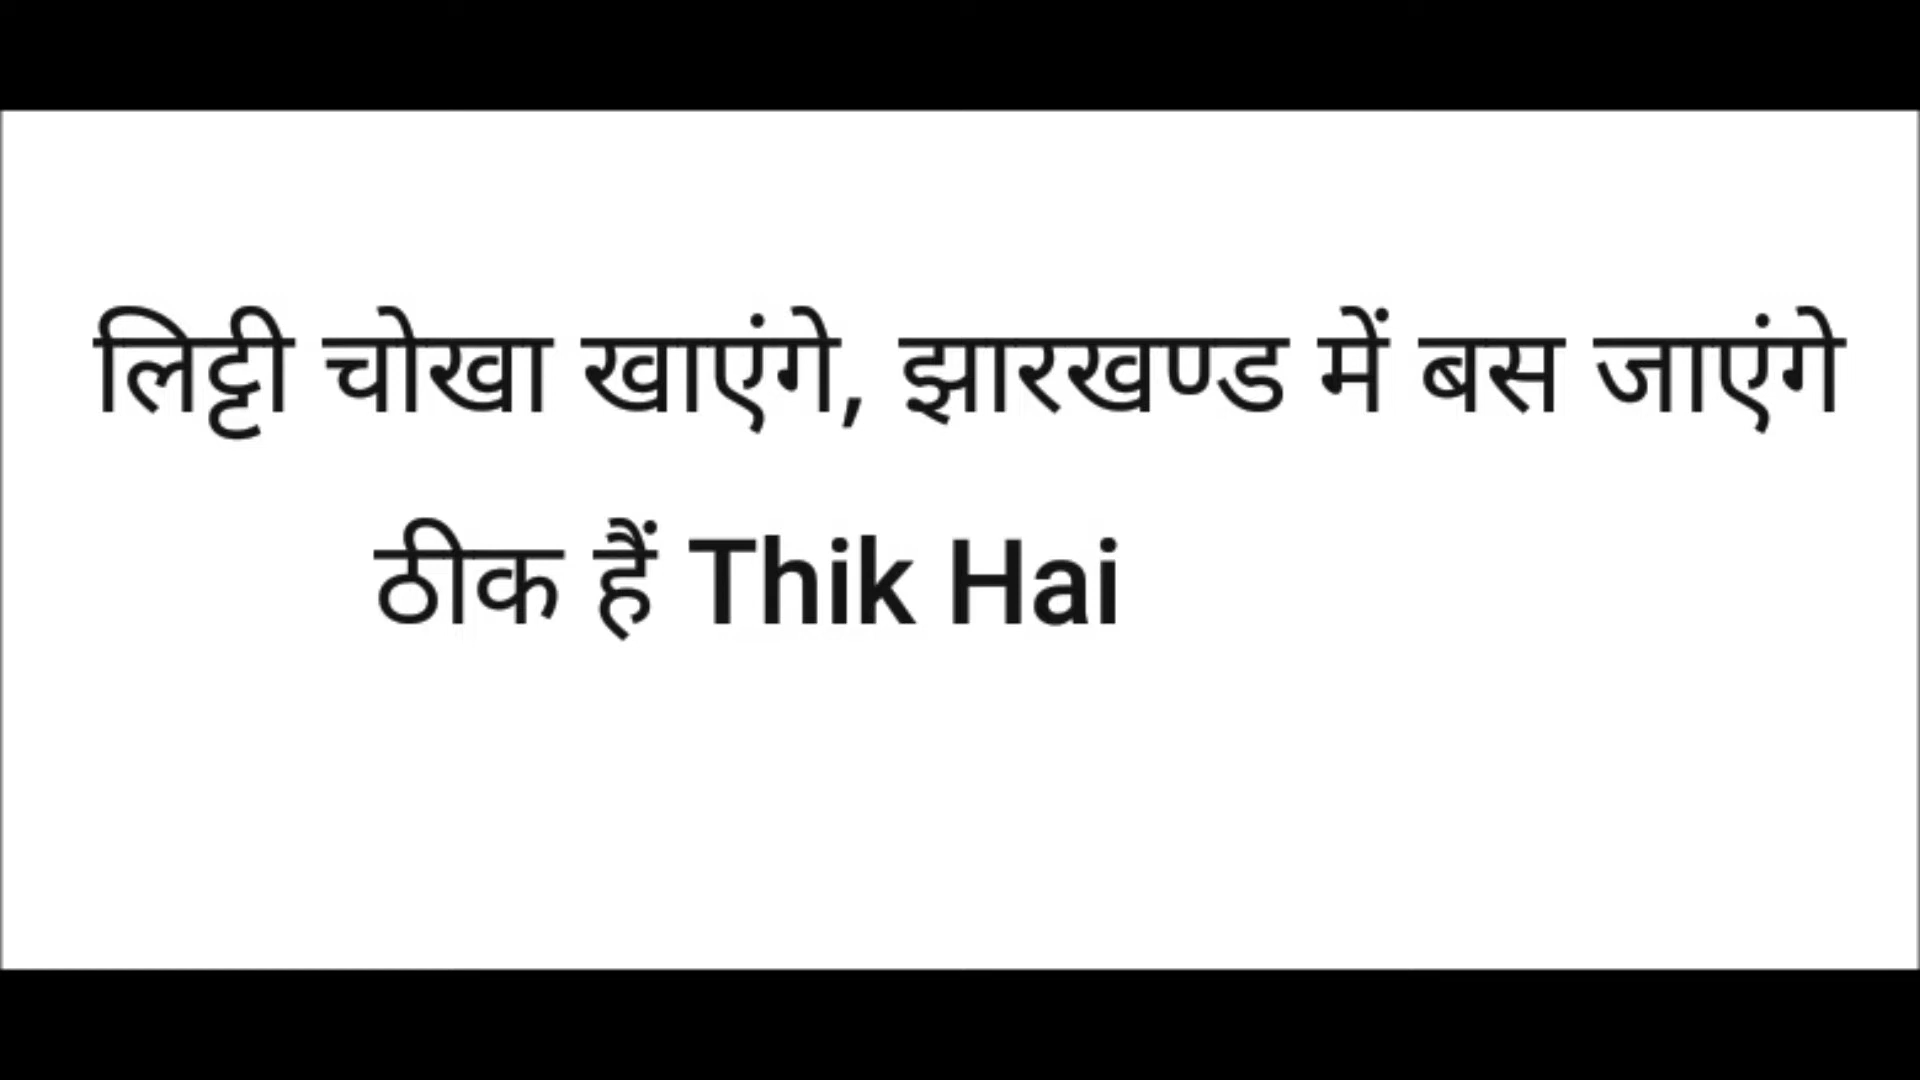 लिट्टी चोखा खाएंगे, झारखण्ड में बस जाएंगे
ठीक हैं Thik Hai